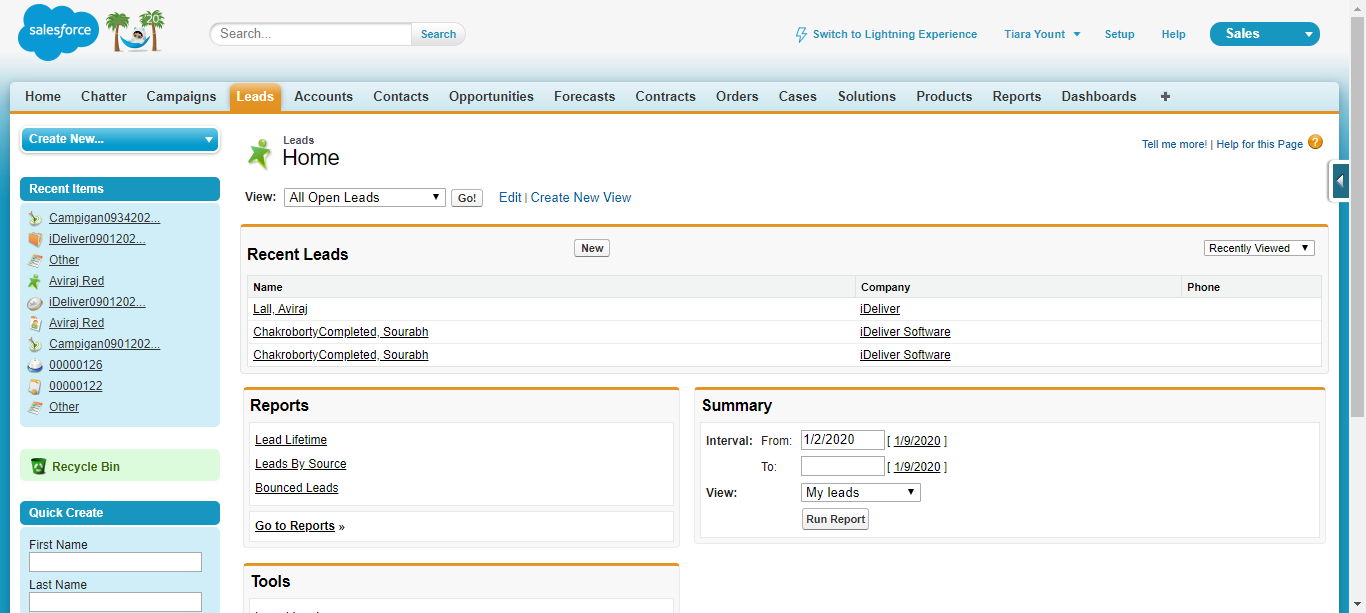 salesforce
20
Search...
Search
Switch to Lightning Experience
Tiara Yount
Setup
Help
Sales
Home Chatter Campaigns Leads Accounts Contacts Opportunities Forecasts Contracts Orders Cases Solutions Products Reports Dashboards +
Create New...
Recent Items
Campigan0934202...
iDeliver0901202...
Other
Aviraj Red
iDeliver0901202...
Aviraj Red
Campigan0901202...
00000126
00000122
Other
Recycle Bin
Quick Create
First Name
Last Name
Leads
Home
Tell me more! | Help for this Page ?
View: All Open Leads Go! Edit | Create New View
Recent Leads New Recently Viewed
Name Company Phone
Lall, Aviraj iDeliver
ChakrobortyCompleted, Sourabh iDeliver Software
ChakrobortyCompleted, Sourabh iDeliver Software
Reports
Lead Lifetime
Leads By Source
Bounced Leads
Go to Reports »
Summary
Interval: From: 1/2/2020 [ 1/9/2020 ]
To: [ 1/9/2020 ]
View: My leads
Run Report
Tools